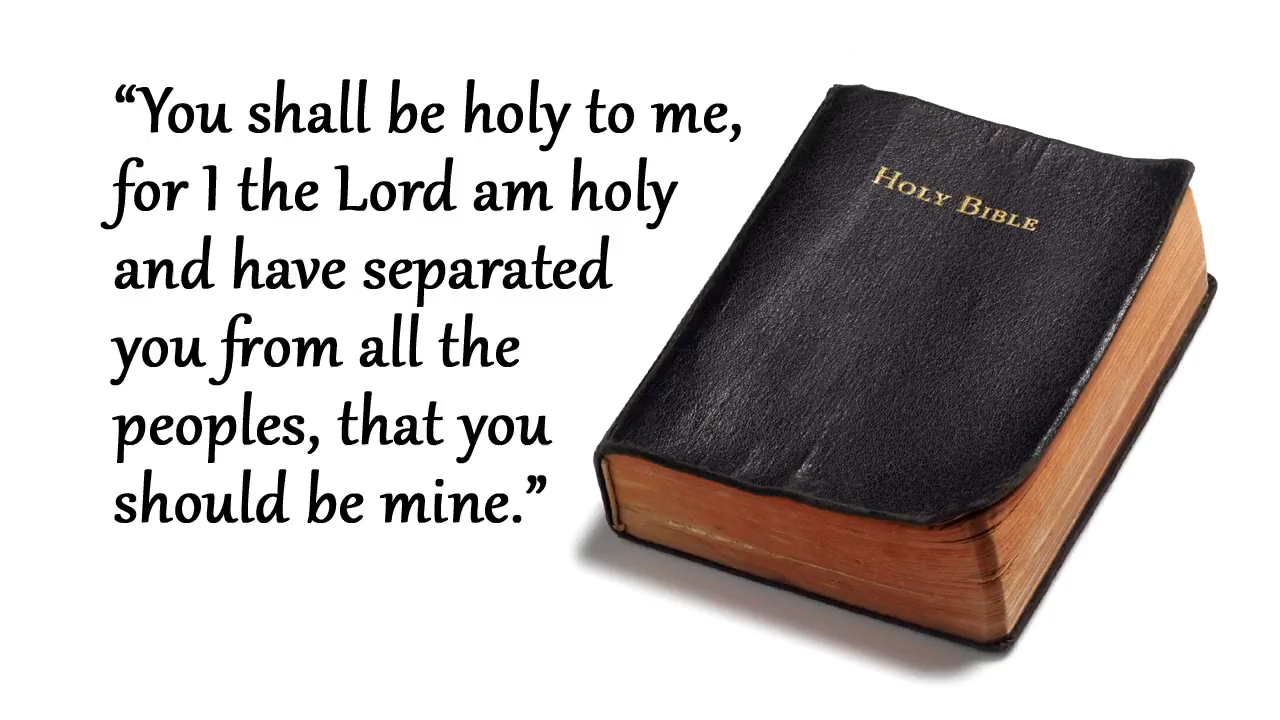 “You shall be holy to me,
for I the Lord am holy
and have separated
you from all the
peoples, that you
should be mine.”
HOLY BIBLE